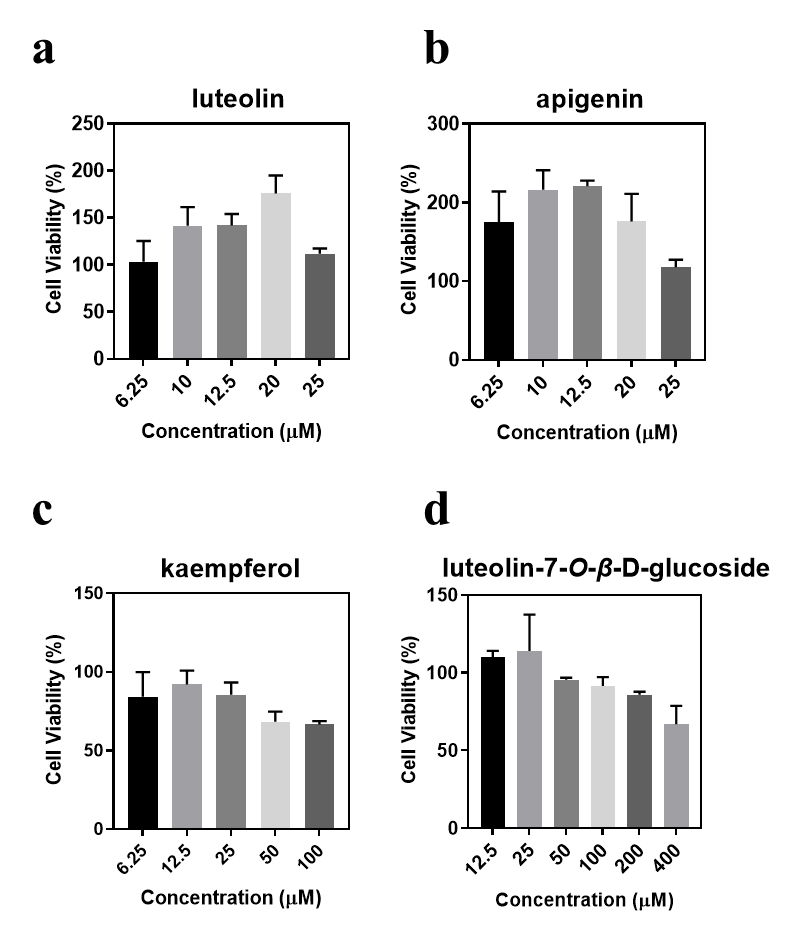 a
luteolin
Cell Viability (%)
250
200
150
100
50
0
6.25
10
12.5
20
25
Concentration (μM)
b
apigenin
Cell Viability (%)
300
200
100
0
6.25
10
12.5
20
25
Concentration (μM)
c
kaempferol
Cell Viability (%)
150
100
50
0
6.25
12.5
25
50
100
Concentration (μM)
d
luteolin-7-O-β-D-glucoside
Cell Viability (%)
150
100
50
0
12.5
25
50
100
200
400
Concentration (μM)